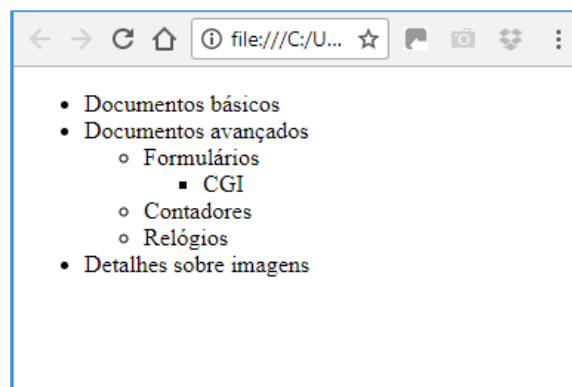 file:///C:/U...
Documentos básicos
Documentos avançados
Formulários
CGI
Contadores
Relógios
Detalhes sobre imagens